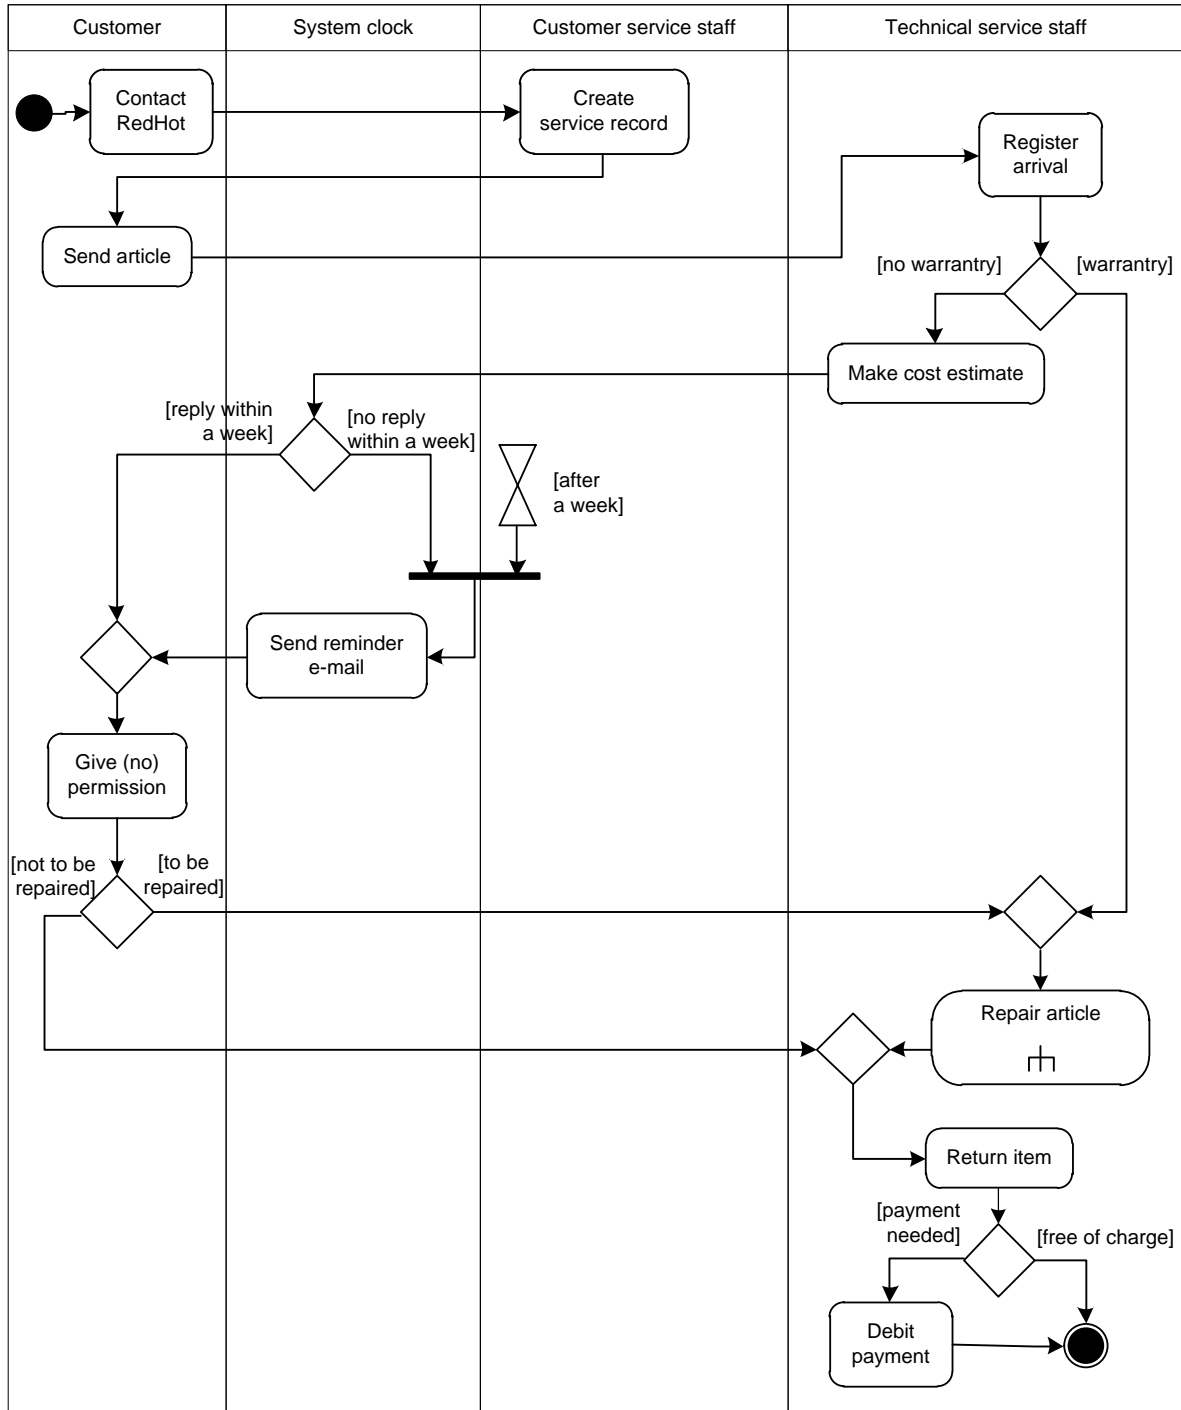 Customer
System clock
Customer service staff
Technical service staff
Contact
RedHot
Create
service record
Register
arrival
Send article
[no warrantry]
[warrantry]
Make cost estimate
[reply within
a week]
[no reply
within a week]
[after
a week]
Send reminder
e-mail
Give (no)
permission
[not to be
repaired]
[to be
repaired]
Repair article
Return item
[payment
needed]
[free of charge]
Debit
payment